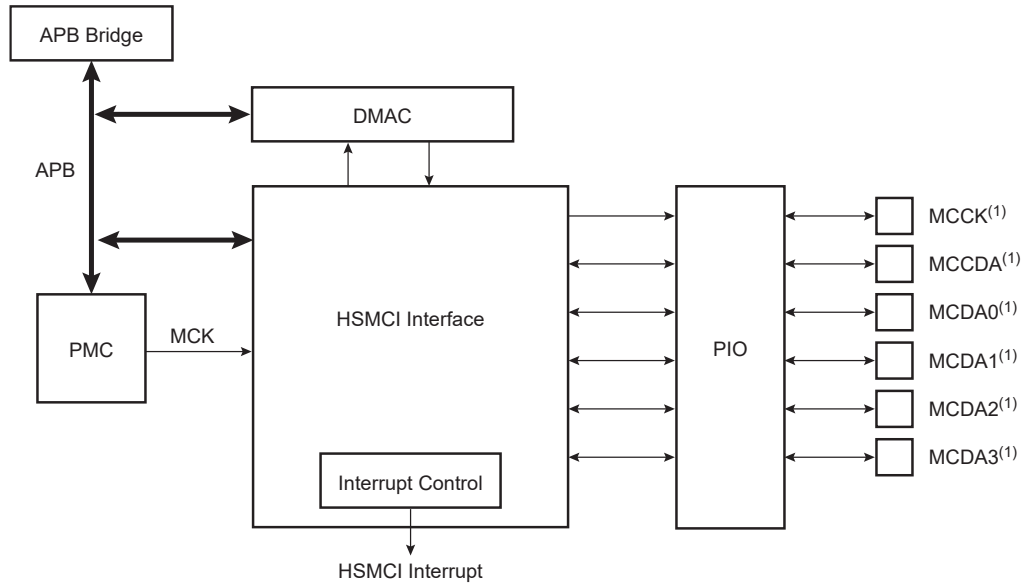 APB Bridge
DMAC
APB
MCCK(1)
MCCDA(1)
HSMCI Interface
MCDA0(1)
PMC
MCK
PIO
MCDA1(1)
MCDA2(1)
MCDA3(1)
Interrupt Control
HSMCI Interrupt